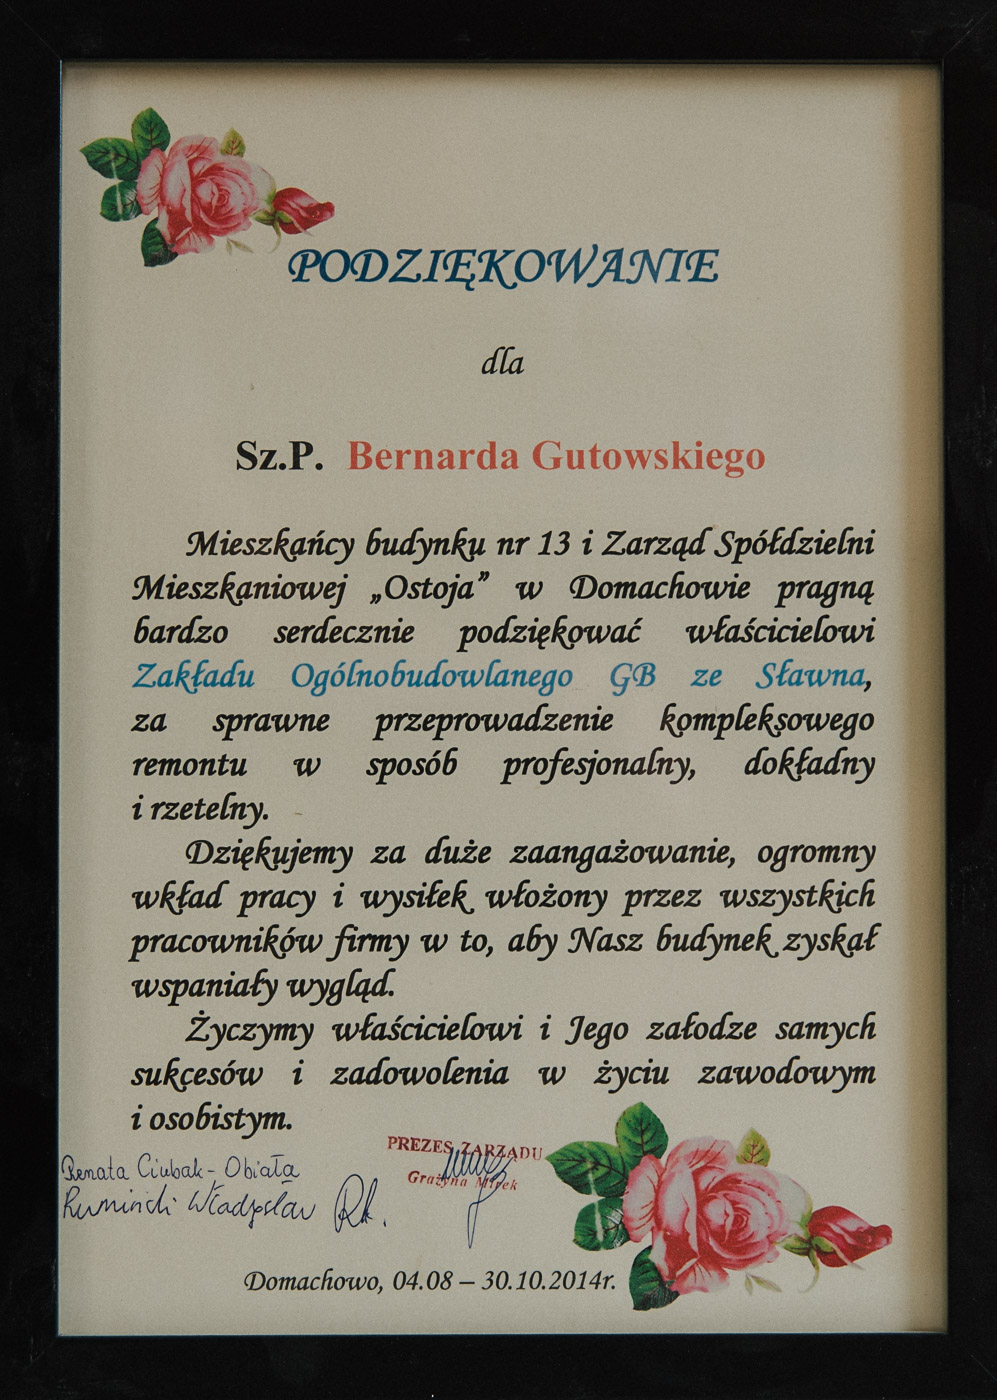 PODZIĘKOWANIE
dla
Sz.P. Bernarda Gutowskiego
Mieszkańcy budynku nr 13 i Zarząd Spółdzielni
Mieszkaniowej „Ostoja” w Domachowie pragną
bardzo serdecznie podziękować właścicielowi
Zakładu Ogólnobudowlanego GB ze Sławna,
za sprawne przeprowadzenie kompleksowego
remontu w sposób profesjonalny, dokładny
i rzetelny.
Dziękujemy za duże zaangażowanie, ogromny
wkład pracy i wysiłek włożony przez wszystkich
pracowników firmy w to, aby Nasz budynek zyskał
wspaniały wygląd.
Życzymy właścicielowi i Jego załodze samych
sukcesów i zadowolenia w życiu zawodowym
i osobistym.
PREZES ZARZĄDU
Grażyna Mirek
Renata Ciubak-Obiała
Władysław
Domachowo, 04.08 – 30.10.2014r.